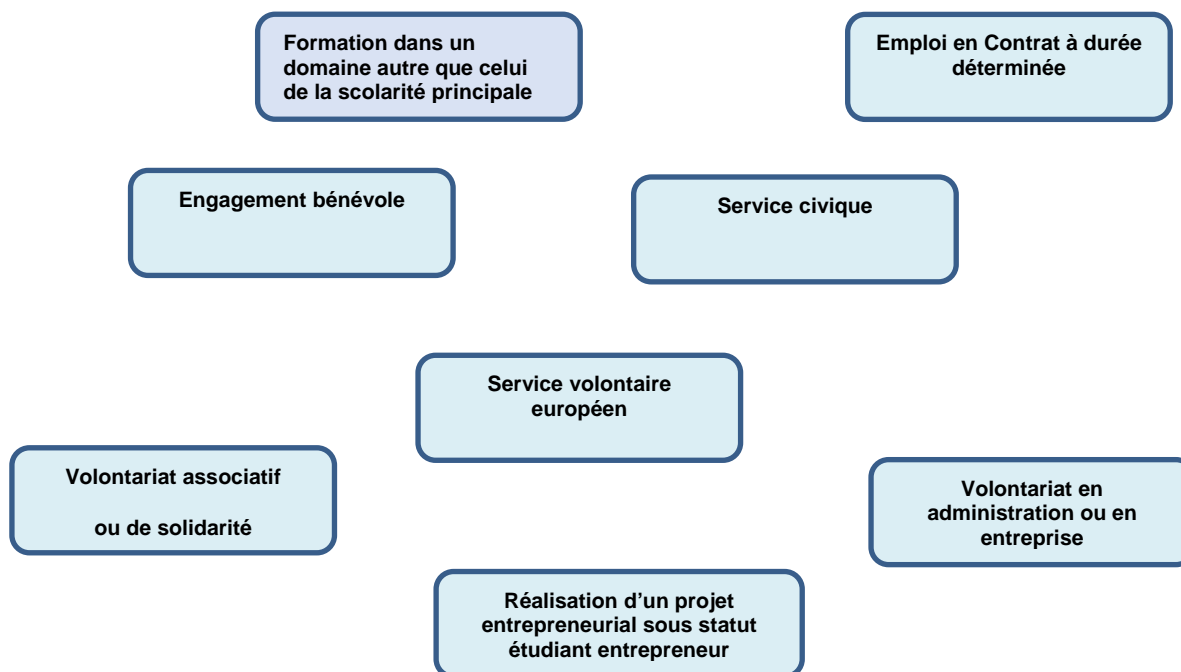 Formation dans un
domaine autre que celui
de la scolarité principale
Emploi en Contrat à durée
déterminée
Engagement bénévole
Service civique
Service volontaire
européen
Volontariat associatif
ou de solidarité
Volontariat en
administration ou en
entreprise
Réalisation d’un projet
entrepreneurial sous statut
étudiant entrepreneur